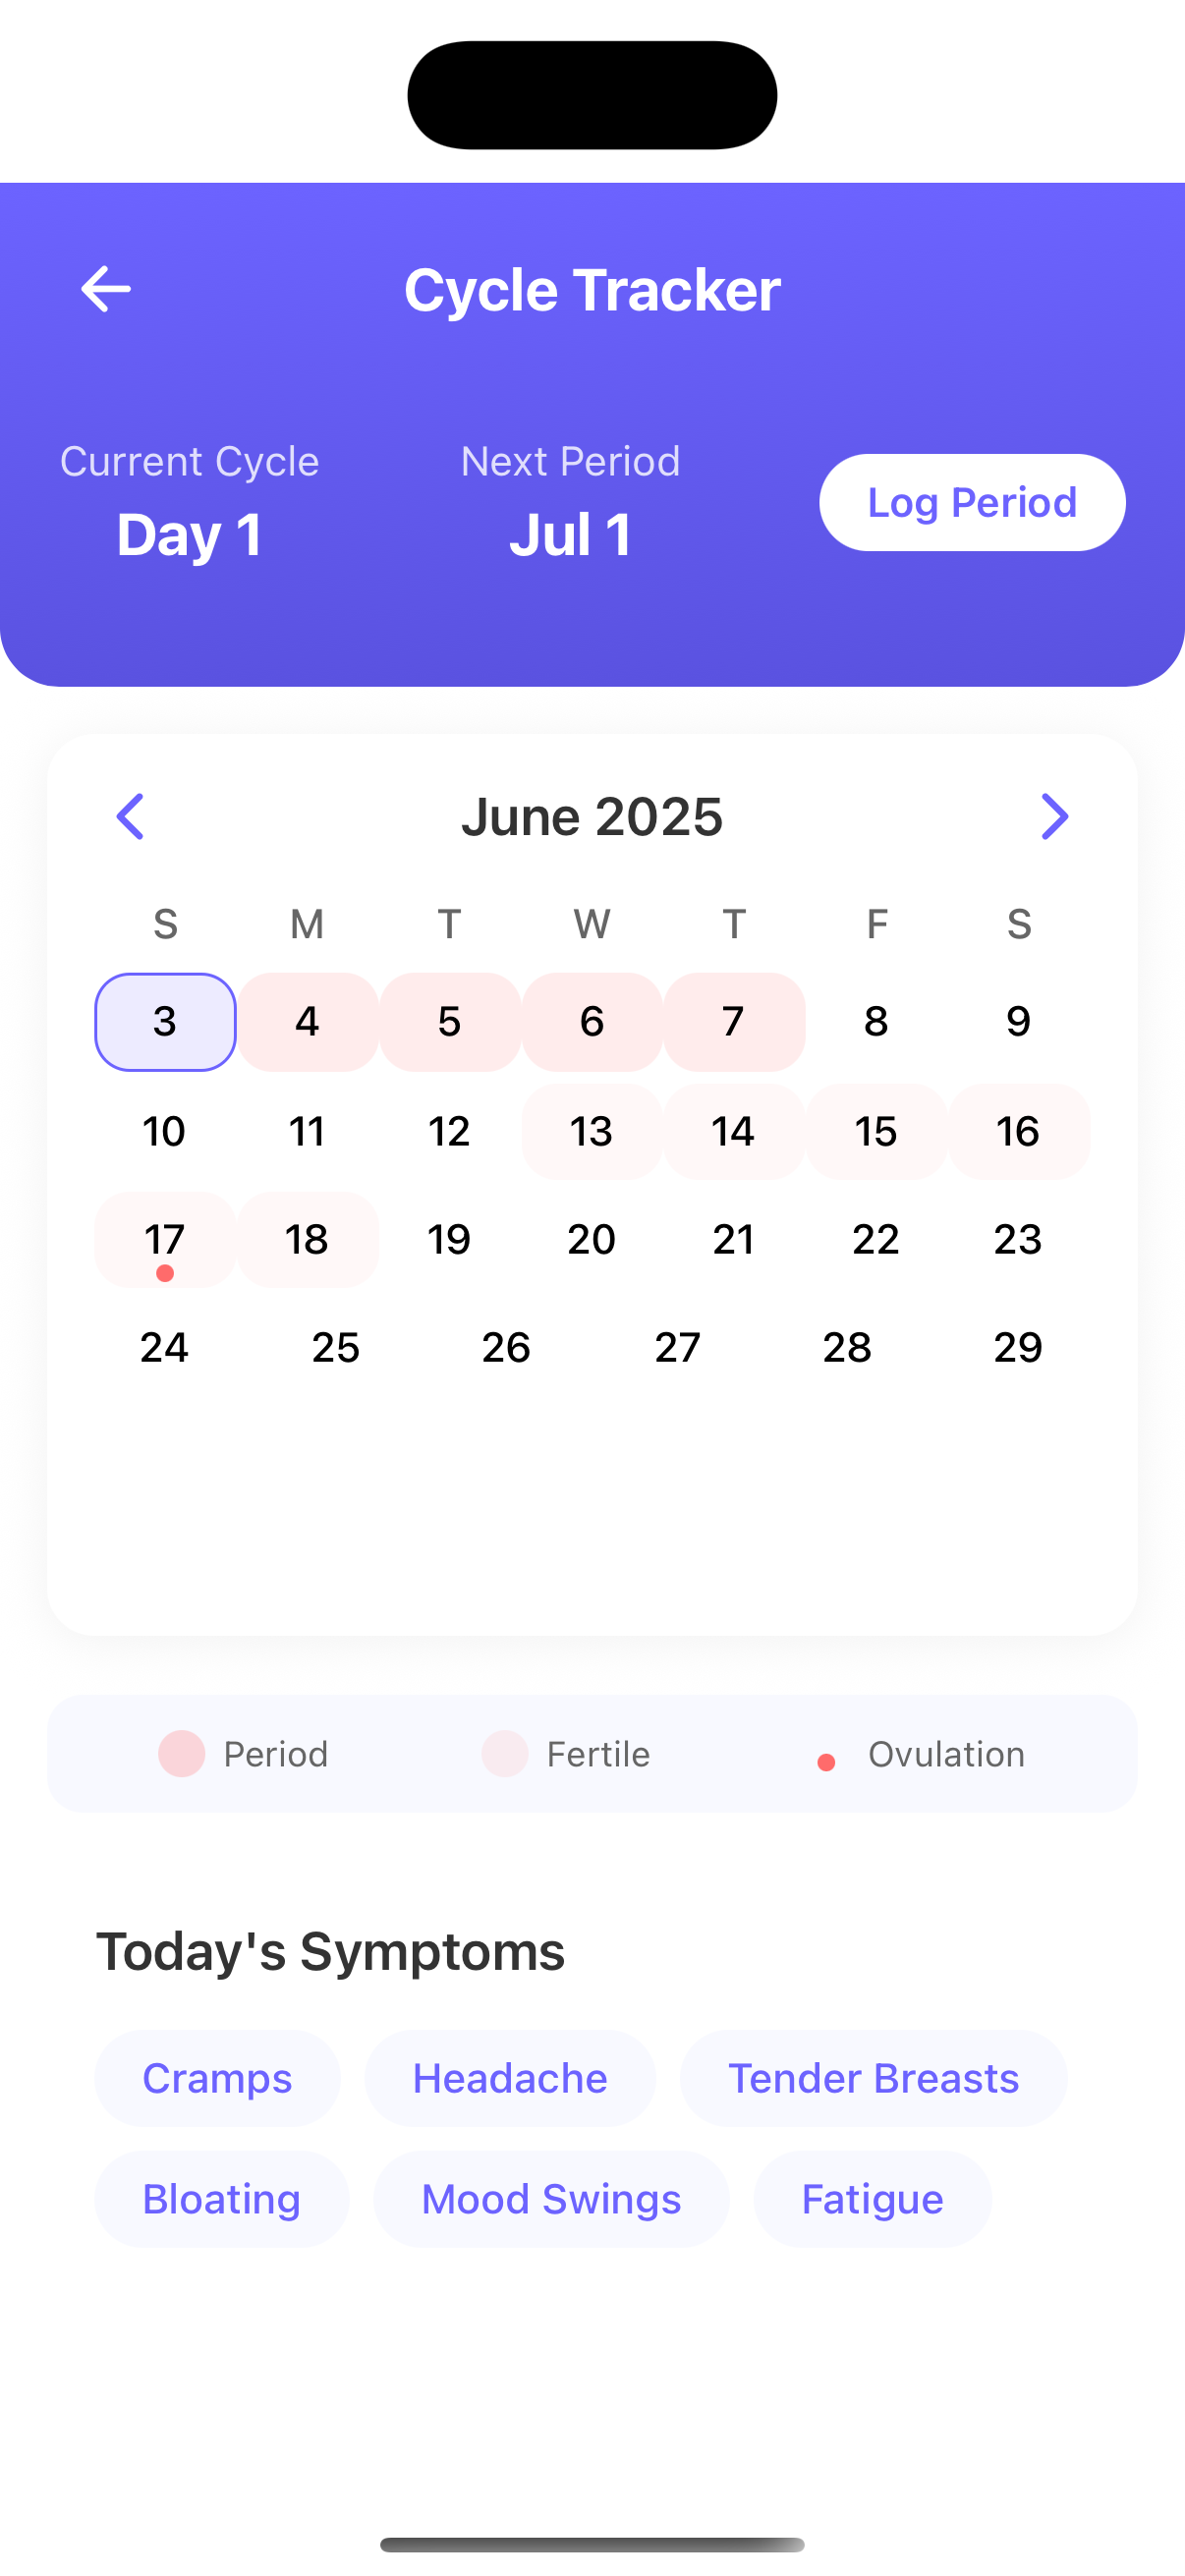 Cycle Tracker
Current Cycle
Day 1
Next Period
Jul 1
Log Period
June 2025
S M T W T F S
3 4 5 6 7 8 9
10 11 12 13 14 15 16
17 18 19 20 21 22 23
24 25 26 27 28 29
Period Fertile Ovulation
Today's Symptoms
Cramps Headache Tender Breasts
Bloating Mood Swings Fatigue